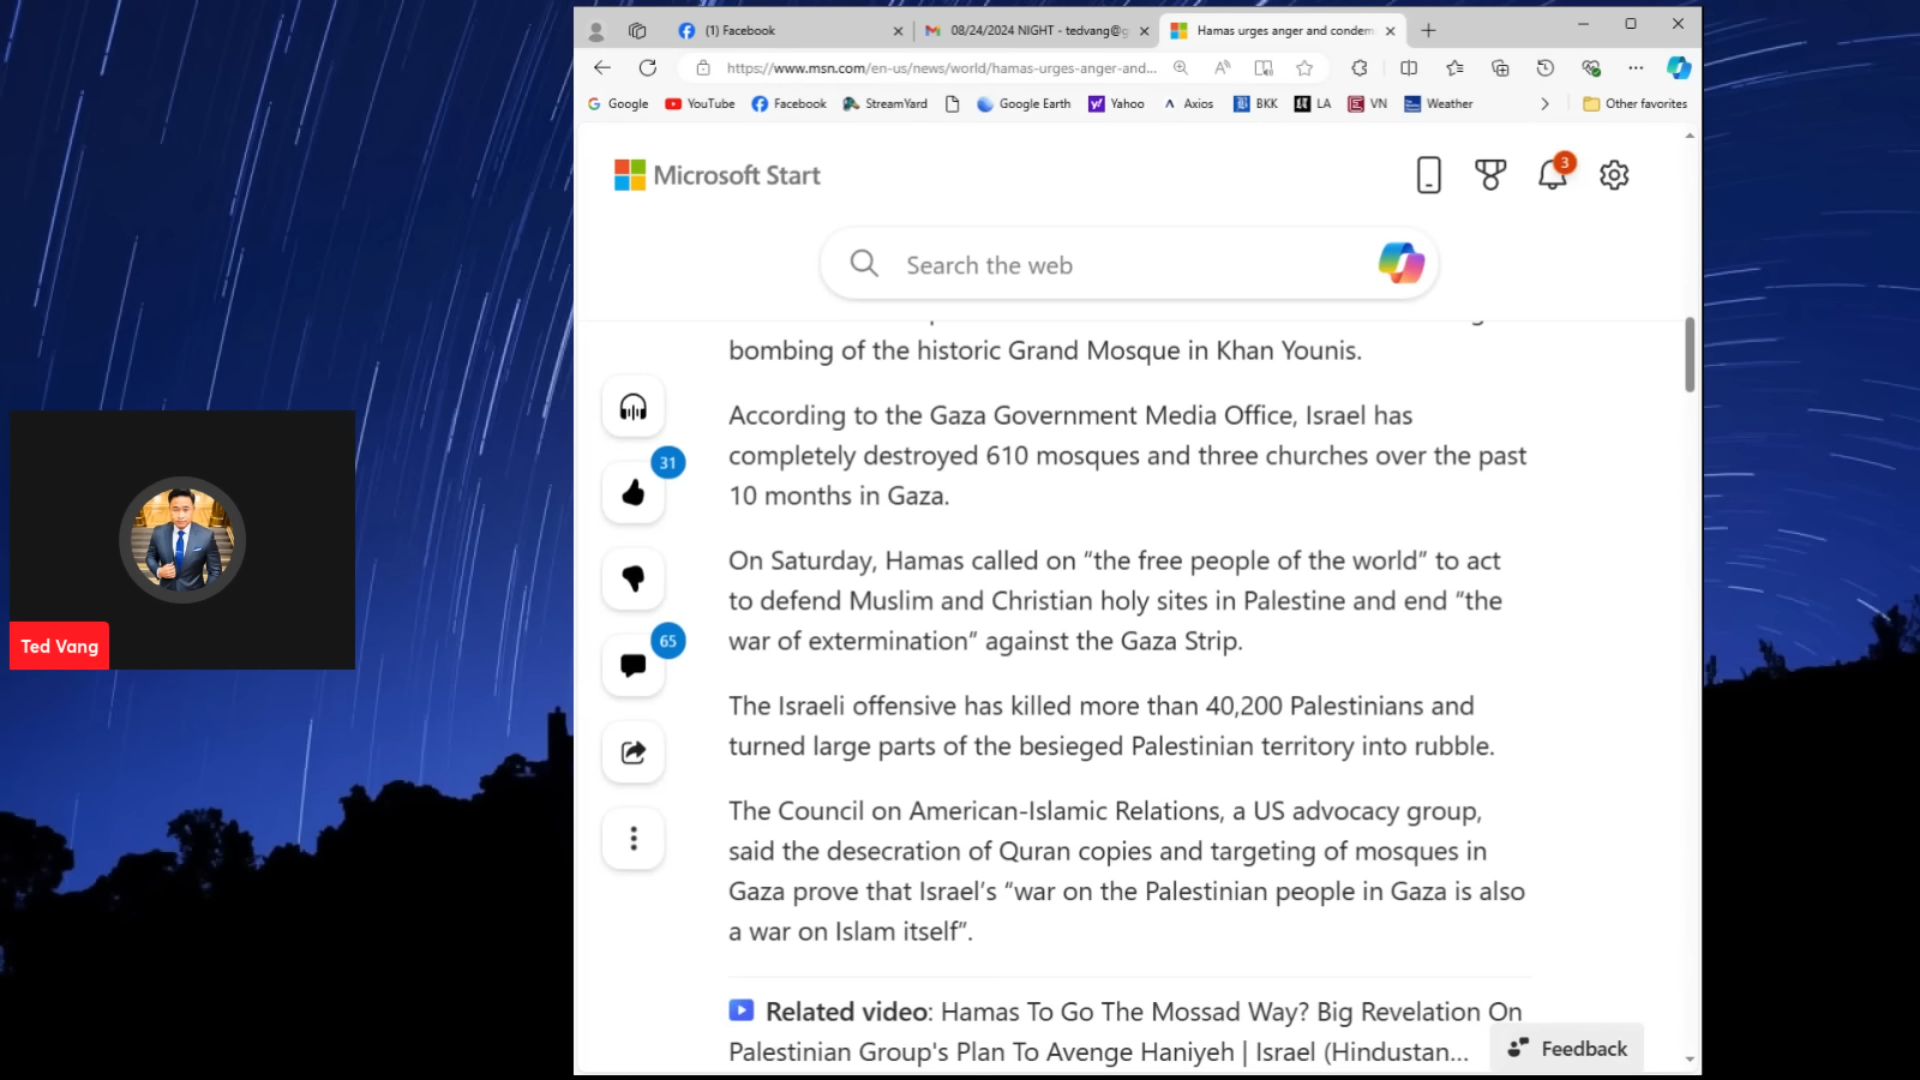 (1) Facebook
08/24/2024 NIGHT - tedvang@g
Hamas urges anger and condem
https://www.msn.com/en-us/news/world/hamas-urges-anger-and...
Google
YouTube
Facebook
StreamYard
Google Earth
Yahoo
Axios
BKK
LA
VN
Weather
Other favorites
Microsoft Start
3
Search the web
bombing of the historic Grand Mosque in Khan Younis.
According to the Gaza Government Media Office, Israel has
completely destroyed 610 mosques and three churches over the past
10 months in Gaza.
31
On Saturday, Hamas called on “the free people of the world” to act
to defend Muslim and Christian holy sites in Palestine and end “the
war of extermination” against the Gaza Strip.
65
The Israeli offensive has killed more than 40,200 Palestinians and
turned large parts of the besieged Palestinian territory into rubble.
The Council on American-Islamic Relations, a US advocacy group,
said the desecration of Quran copies and targeting of mosques in
Gaza prove that Israel’s “war on the Palestinian people in Gaza is also
a war on Islam itself”.
Related video: Hamas To Go The Mossad Way? Big Revelation On
Palestinian Group's Plan To Avenge Haniyeh | Israel (Hindustan...
Feedback
Ted Vang